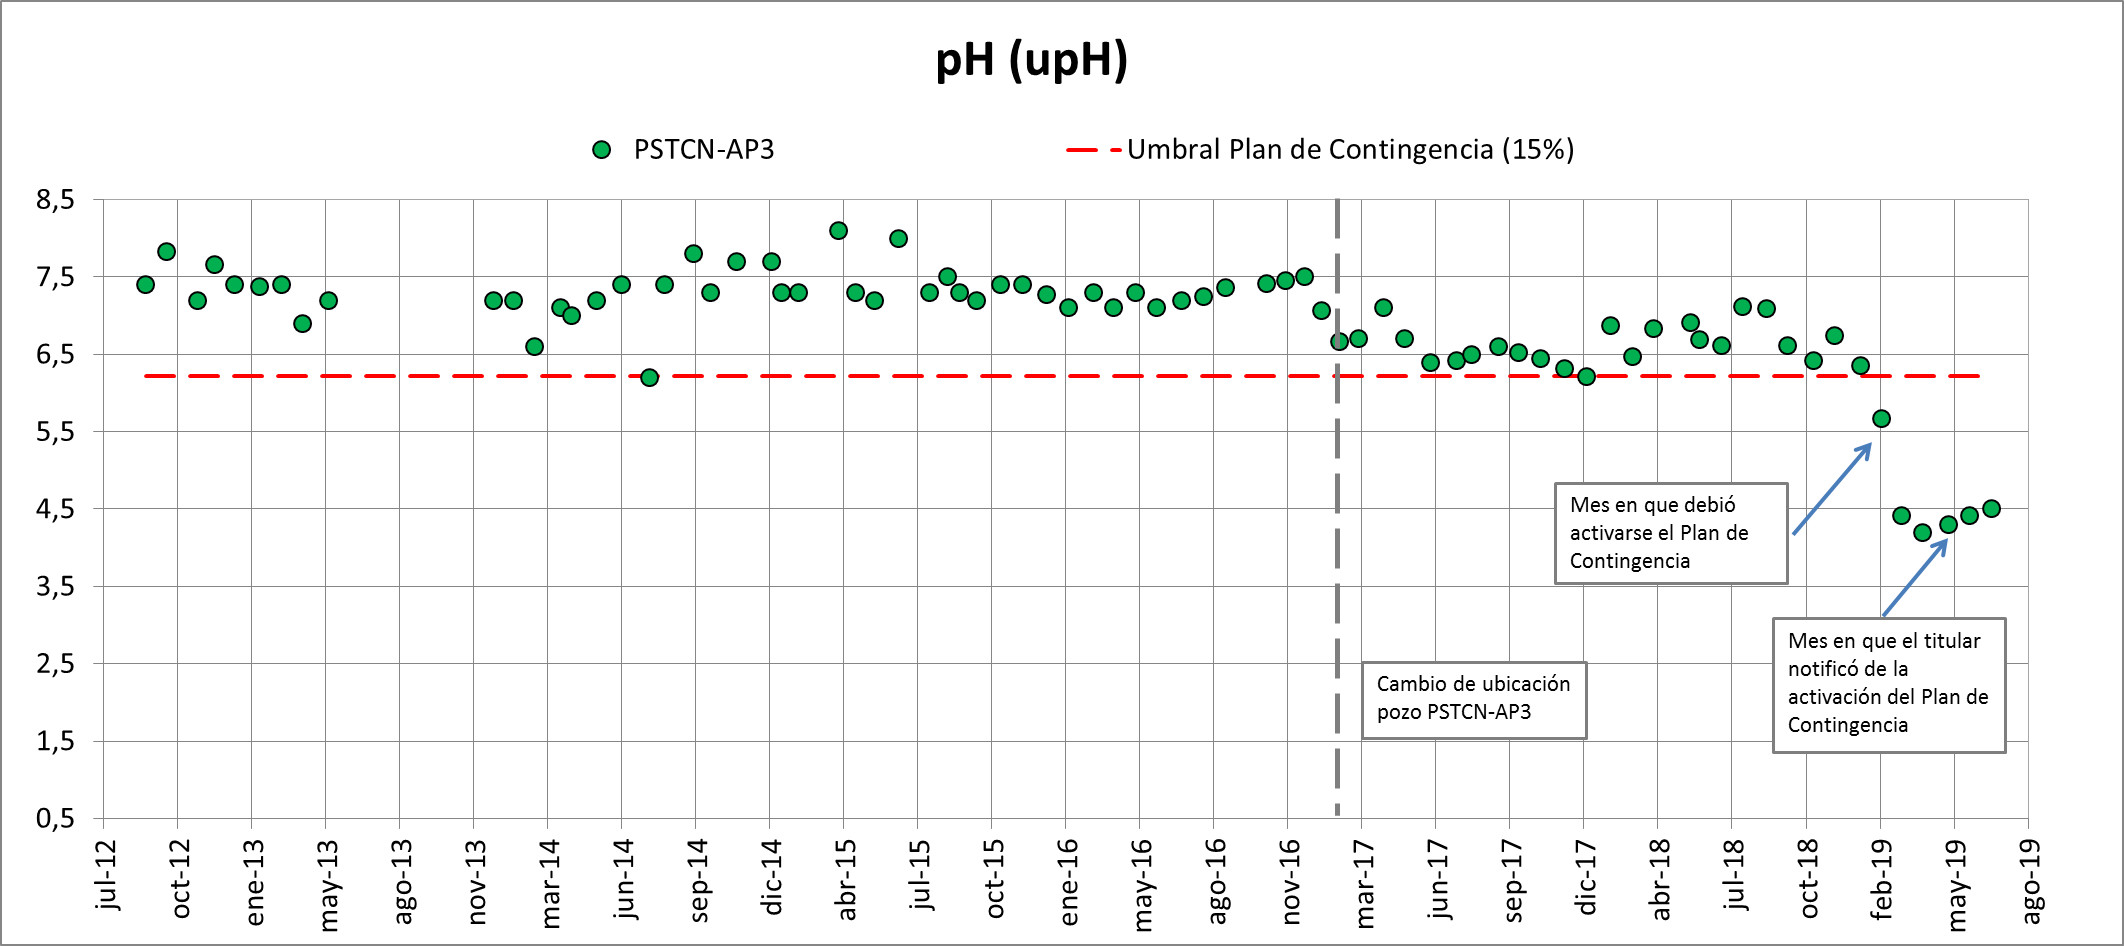 pH (upH)
PSTCN-AP3
Umbral Plan de Contingencia (15%)
8,5
7,5
6,5
5,5
4,5
3,5
2,5
1,5
0,5
Mes en que debió
activarse el Plan de
Contingencia
Mes en que el titular
notificó de la
activación del Plan de
Contingencia
Cambio de ubicación
pozo PSTCN-AP3
jul-12
oct-12
ene-13
may-13
ago-13
nov-13
mar-14
jun-14
sep-14
dic-14
abr-15
jul-15
oct-15
ene-16
may-16
ago-16
nov-16
mar-17
jun-17
sep-17
dic-17
abr-18
jul-18
oct-18
feb-19
may-19
ago-19